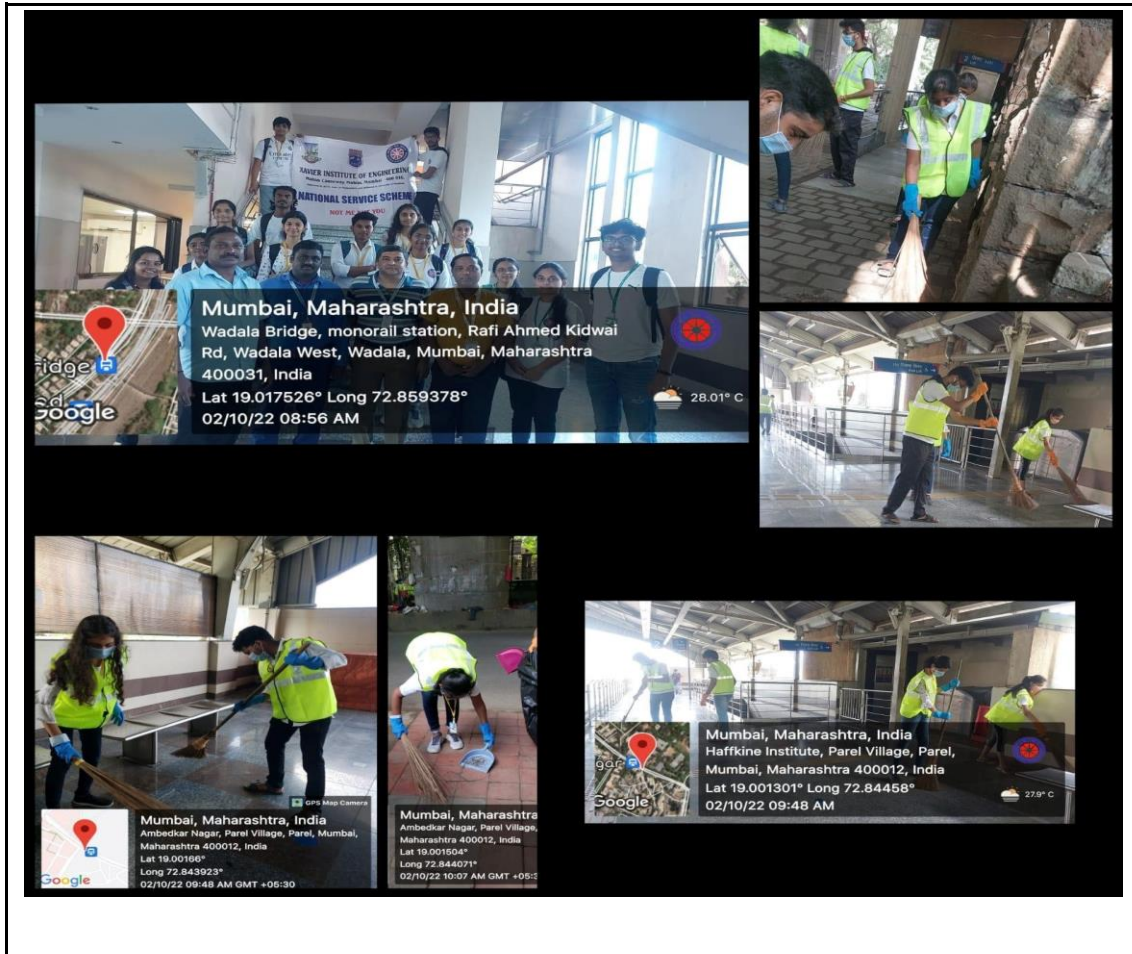 XAVIER INSTITUTE OF ENGINEERING
NATIONAL SERVICE SCHEME
NOT ME BUT YOU
Mumbai, Maharashtra, India
Wadala Bridge, monorail station, Rafi Ahmed Kidwai
Rd, Wadala West, Wadala, Mumbai, Maharashtra
400031, India
Lat 19.017526° Long 72.859378°
02/10/22 08:56 AM
28.01° C
Google
GPS Map Camera
Mumbai, Maharashtra, India
Ambedkar Nagar, Parel Village, Parel, Mumbai,
Maharashtra 400012, India
Lat 19.00166°
Long 72.843923°
02/10/22 09:48 AM GMT +05:30
Google
Mumbai, Maharashtra
Ambedkar Nagar, Parel Village,
Maharashtra 400012, India
Lat 19.001504°
Long 72.844071°
02/10/22 10:07 AM GMT +05:3
Mumbai, Maharashtra, India
Haffkine Institute, Parel Village, Parel,
Mumbai, Maharashtra 400012, India
Lat 19.001301° Long 72.84458°
02/10/22 09:48 AM
27.9° C
Google